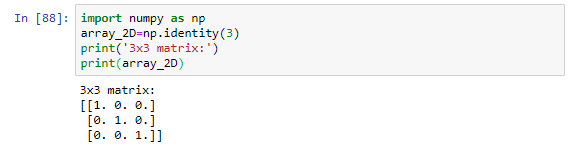 In [88]: import numpy as np
array_2D=np.identity(3)
print('3x3 matrix:')
print(array_2D)
3x3 matrix:
[[1. 0. 0.]
 [0. 1. 0.]
 [0. 0. 1.]]